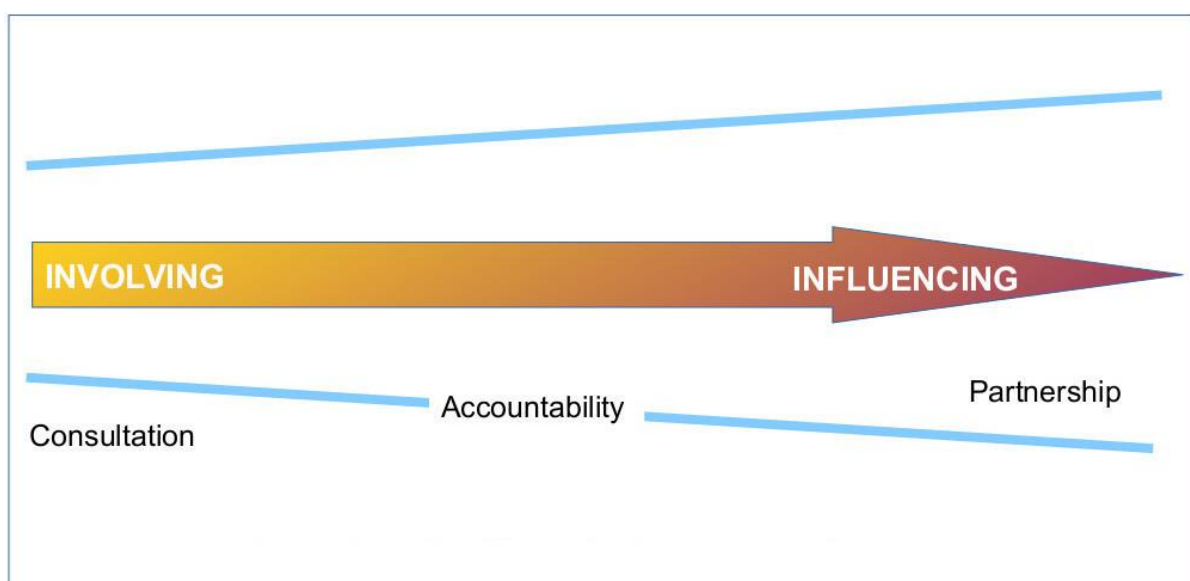 INVOLVING
INFLUENCING
Partnership
Accountability
Consultation